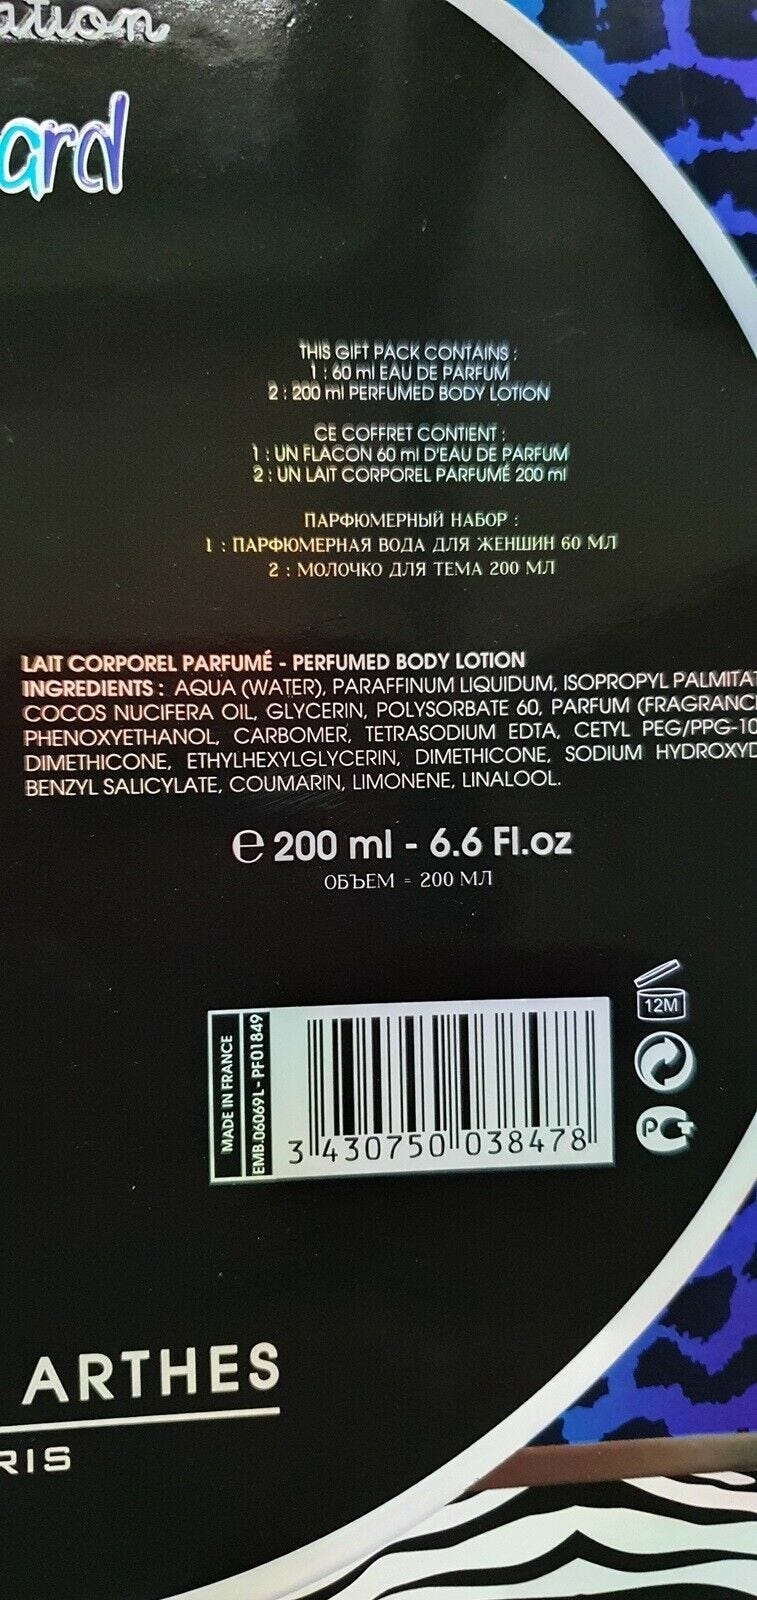 ation
ard
THIS GIFT PACK CONTAINS :
1 : 60 ml EAU DE PARFUM
2 : 200 ml PERFUMED BODY LOTION
CE COFFRET CONTIENT :
1 : UN FLACON 60 ml D'EAU DE PARFUM
2 : UN LAIT CORPOREL PARFUMÉ 200 ml
ПАРФЮМЕРНЫЙ НАБОР :
1 : ПАРФЮМЕРНАЯ ВОДА ДЛЯ ЖЕНШИН 60 МЛ
2 : МОЛОЧКО ДЛЯ ТЕМА 200 МЛ
LAIT CORPOREL PARFUMÉ - PERFUMED BODY LOTION
INGREDIENTS : AQUA (WATER), PARAFFINUM LIQUIDUM, ISOPROPYL PALMITAT
COCOS NUCIFERA OIL, GLYCERIN, POLYSORBATE 60, PARFUM (FRAGRANC
PHENOXYETHANOL, CARBOMER, TETRASODIUM EDTA, CETYL PEG/PPG-10
DIMETHICONE, ETHYLHEXYLGLYCERIN, DIMETHICONE, SODIUM HYDROXYD
BENZYL SALICYLATE, COUMARIN, LIMONENE, LINALOOL.
e 200 ml - 6.6 Fl.oz
ОБЪЕМ = 200 МЛ
12M
MADE IN FRANCE
EMB.06069L - PF01849
3 430750 038478
ARTHES
RIS